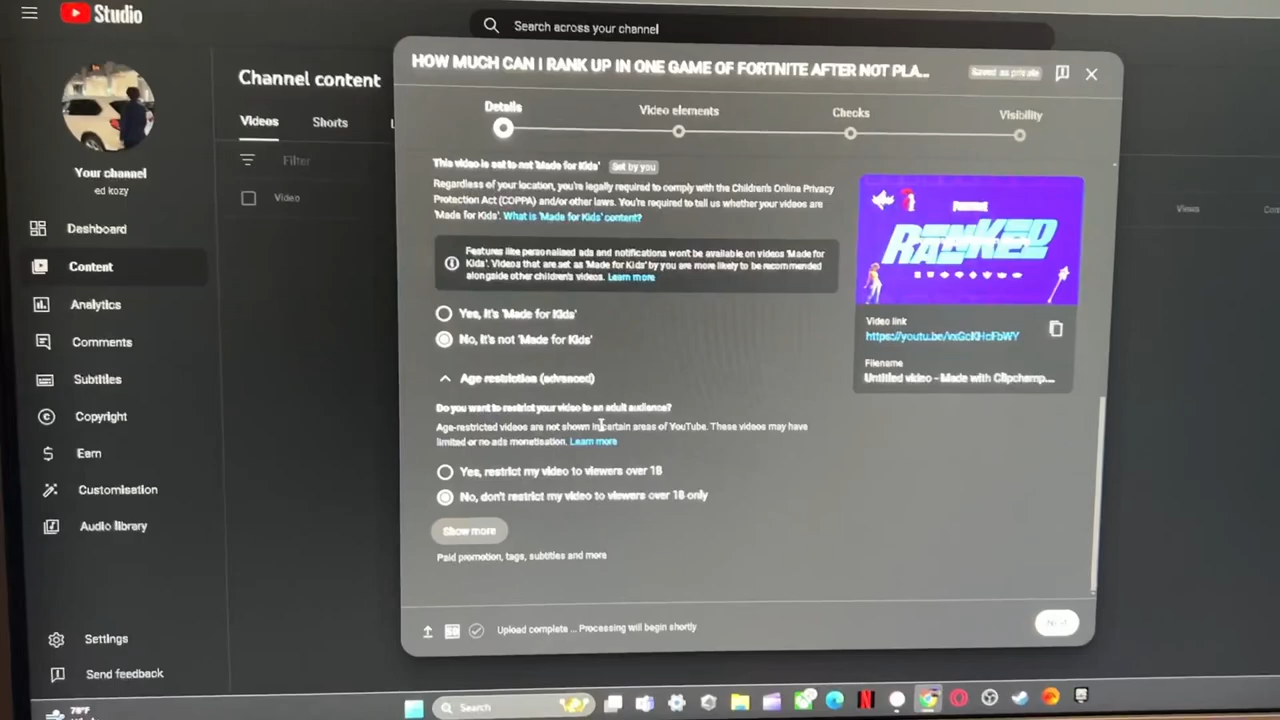 Studio
Search across your channel
Your channel
ed kozy
Dashboard
Content
Analytics
Comments
Subtitles
Copyright
Earn
Customisation
Audio library
Settings
Send feedback
Channel content
Videos
Shorts
L
Filter
Video
Views
HOW MUCH CAN I RANK UP IN ONE GAME OF FORTNITE AFTER NOT PLA...
Saved as private
Details
Video elements
Checks
Visibility
This video is set to not 'Made for Kids'
Set by you
Regardless of your location, you're legally required to comply with the Children's Online Privacy
Protection Act (COPPA) and/or other laws. You're required to tell us whether your videos are
'Made for Kids'. What is 'Made for Kids' content?
Features like personalised ads and notifications won't be available on videos 'Made for
Kids'. Videos that are set as 'Made for Kids' by you are more likely to be recommended
alongside other children's videos. Learn more
Yes, it's 'Made for Kids'
No, it's not 'Made for Kids'
Age restriction (advanced)
Do you want to restrict your video to an adult audience?
Age-restricted videos are not shown in certain areas of YouTube. These videos may have
limited or no ads monetisation. Learn more
Yes, restrict my video to viewers over 18
No, don't restrict my video to viewers over 18 only
Show more
Paid promotion, tags, subtitles and more
FORTNITE
RANKED
Video link
Filename
Untitled video - Made with Clipchamp...
Upload complete ... Processing will begin shortly
Next
78°F
Search